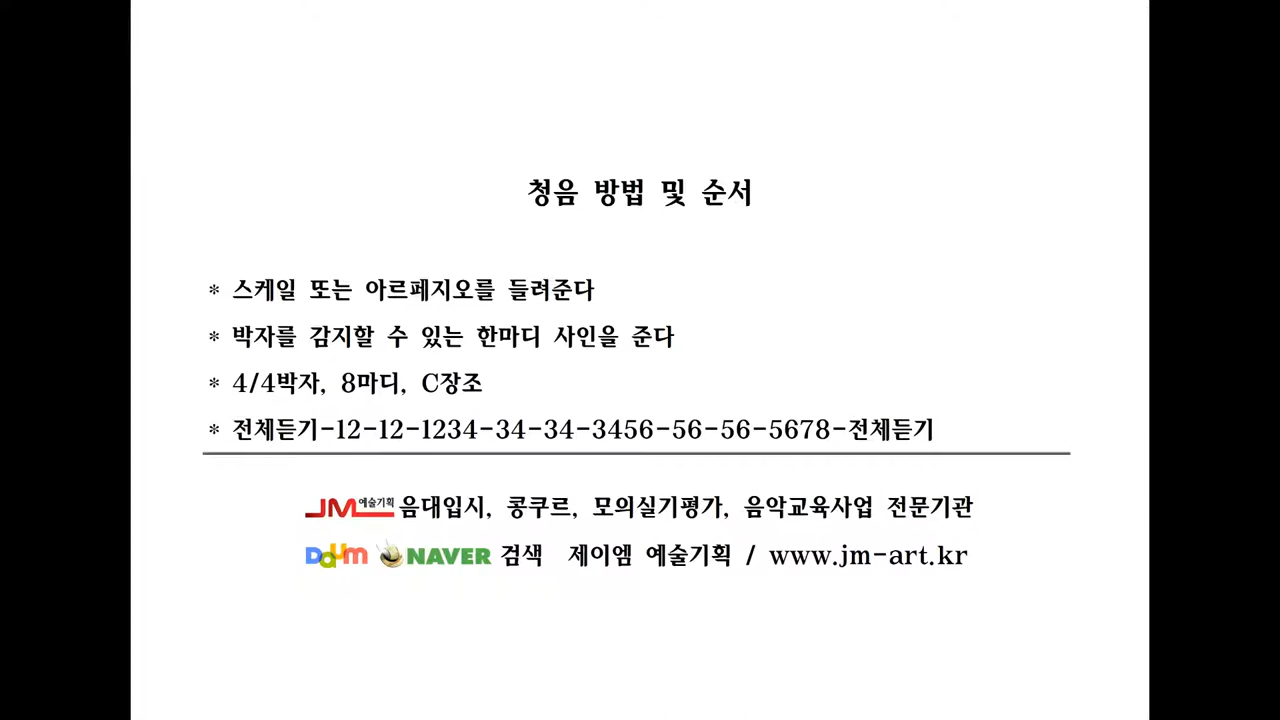 청음 방법 및 순서
* 스케일 또는 아르페지오를 들려준다
* 박자를 감지할 수 있는 한마디 사인을 준다
* 4/4박자, 8마디, C장조
* 전체듣기-12-12-1234-34-34-3456-56-56-5678-전체듣기
JM예술기획 음대입시, 콩쿠르, 모의실기평가, 음악교육사업 전문기관
Daum NAVER 검색 제이엠 예술기획 / www.jm-art.kr